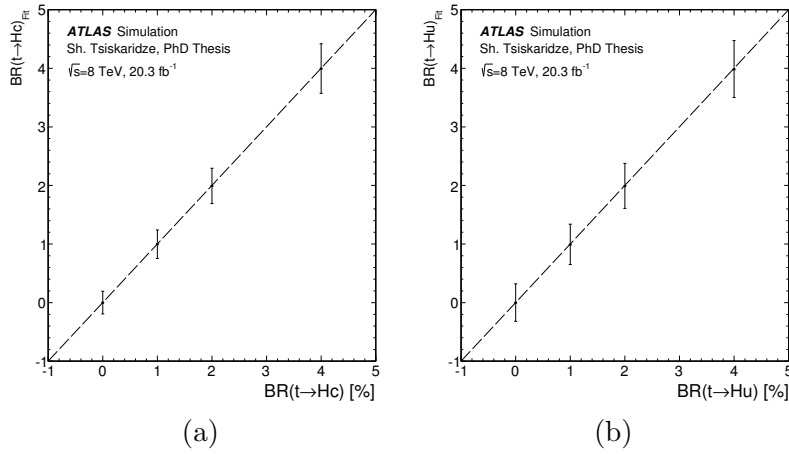 BR(t→Hc)Fit
5
4
3
2
1
0
-1
ATLAS Simulation
Sh. Tsiskaridze, PhD Thesis
√s=8 TeV, 20.3 fb⁻¹
-1 0 1 2 3 4 5
BR(t→Hc) [%]
(a)
BR(t→Hu)Fit
5
4
3
2
1
0
-1
ATLAS Simulation
Sh. Tsiskaridze, PhD Thesis
√s=8 TeV, 20.3 fb⁻¹
-1 0 1 2 3 4 5
BR(t→Hu) [%]
(b)